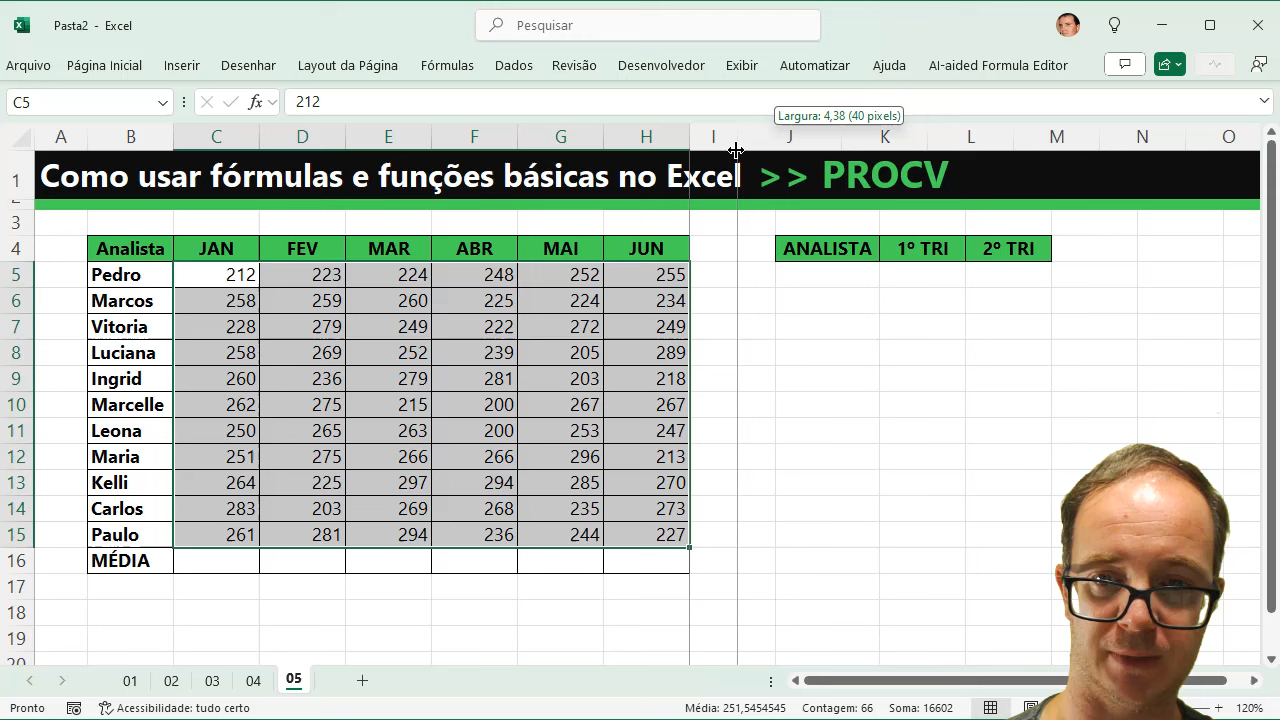 Pasta2 - Excel
Pesquisar
Arquivo Página Inicial Inserir Desenhar Layout da Página Fórmulas Dados Revisão Desenvolvedor Exibir Automatizar Ajuda AI-aided Formula Editor
C5 fx 212
Largura: 4,38 (40 pixels)
A B C D E F G H I J K L M N O
1 Como usar fórmulas e funções básicas no Excel >> PROCV
3
4 Analista JAN FEV MAR ABR MAI JUN ANALISTA 1º TRI 2º TRI
5 Pedro 212 223 224 248 252 255
6 Marcos 258 259 260 225 224 234
7 Vitoria 228 279 249 222 272 249
8 Luciana 258 269 252 239 205 289
9 Ingrid 260 236 279 281 203 218
10 Marcelle 262 275 215 200 267 267
11 Leona 250 265 263 200 253 247
12 Maria 251 275 266 266 296 213
13 Kelli 264 225 297 294 285 270
14 Carlos 283 203 269 268 235 273
15 Paulo 261 281 294 236 244 227
16 MÉDIA
17
18
19
20
01 02 03 04 05
Pronto Acessibilidade: tudo certo Média: 251,5454545 Contagem: 66 Soma: 16602 120%